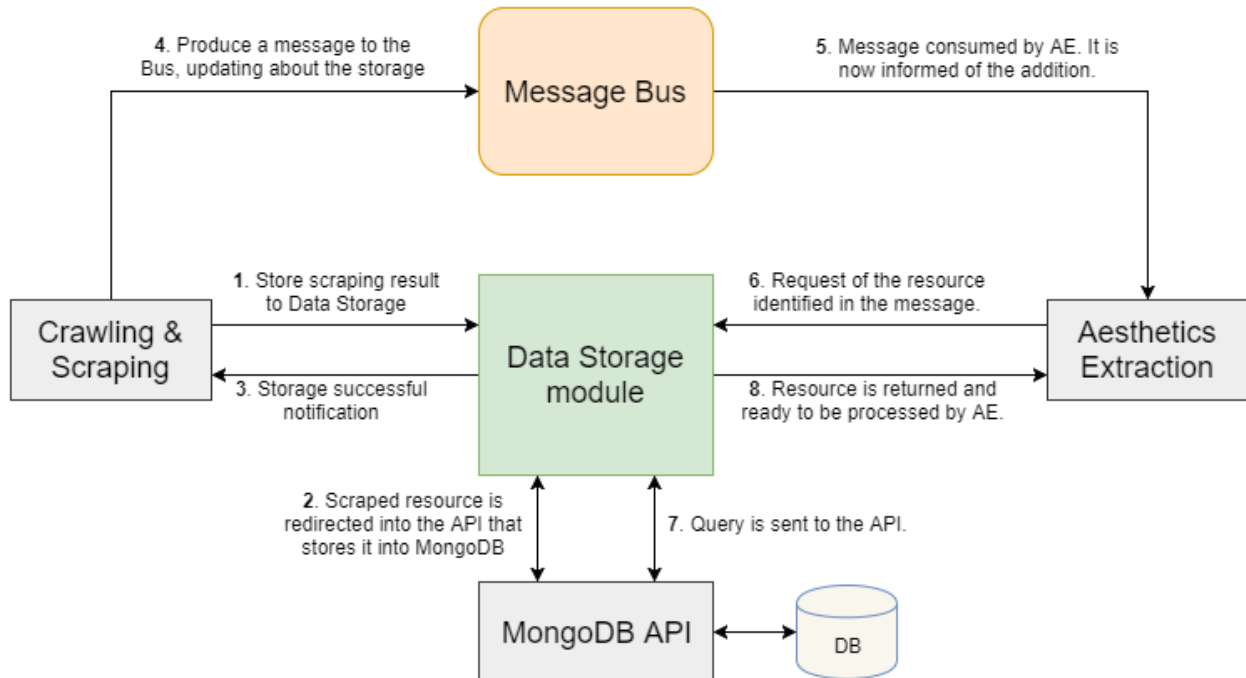 4. Produce a message to the
Bus, updating about the storage
Message Bus
5. Message consumed by AE. It is
now informed of the addition.
1. Store scraping result
to Data Storage
6. Request of the resource
identified in the message.
Crawling &
Scraping
Data Storage
module
Aesthetics
Extraction
3. Storage successful
notification
8. Resource is returned and
ready to be processed by AE.
2. Scraped resource is
redirected into the API that
stores it into MongoDB
7. Query is sent to the API.
MongoDB API
DB